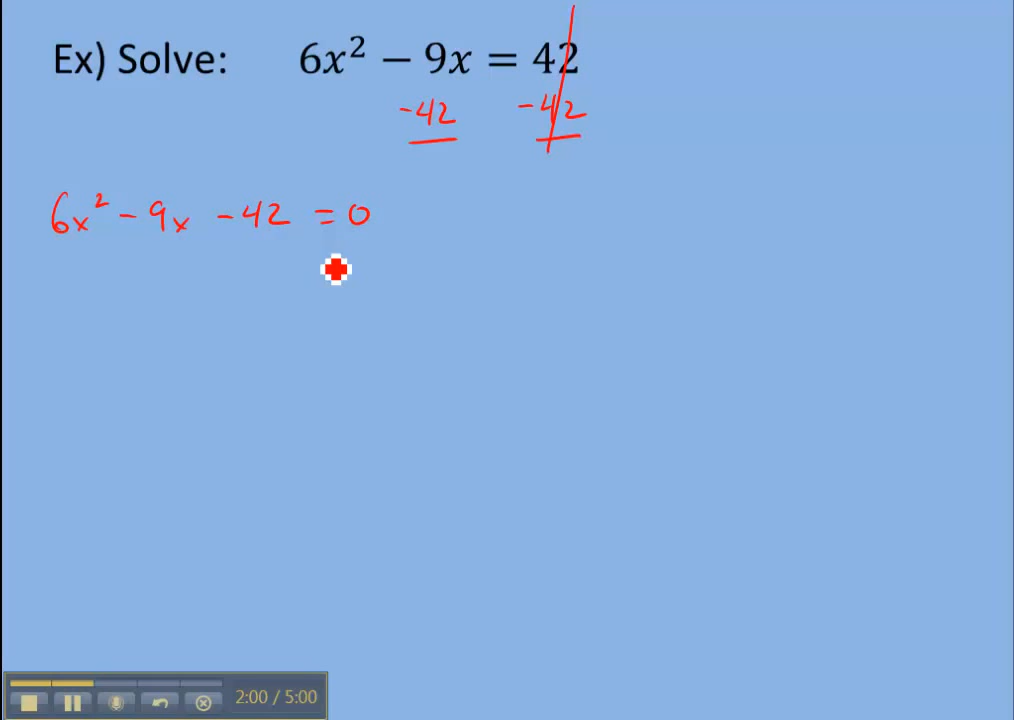 Ex) Solve: 6x² − 9x = 42
-42 -42
6x² - 9x - 42 = 0
2:00 / 5:00